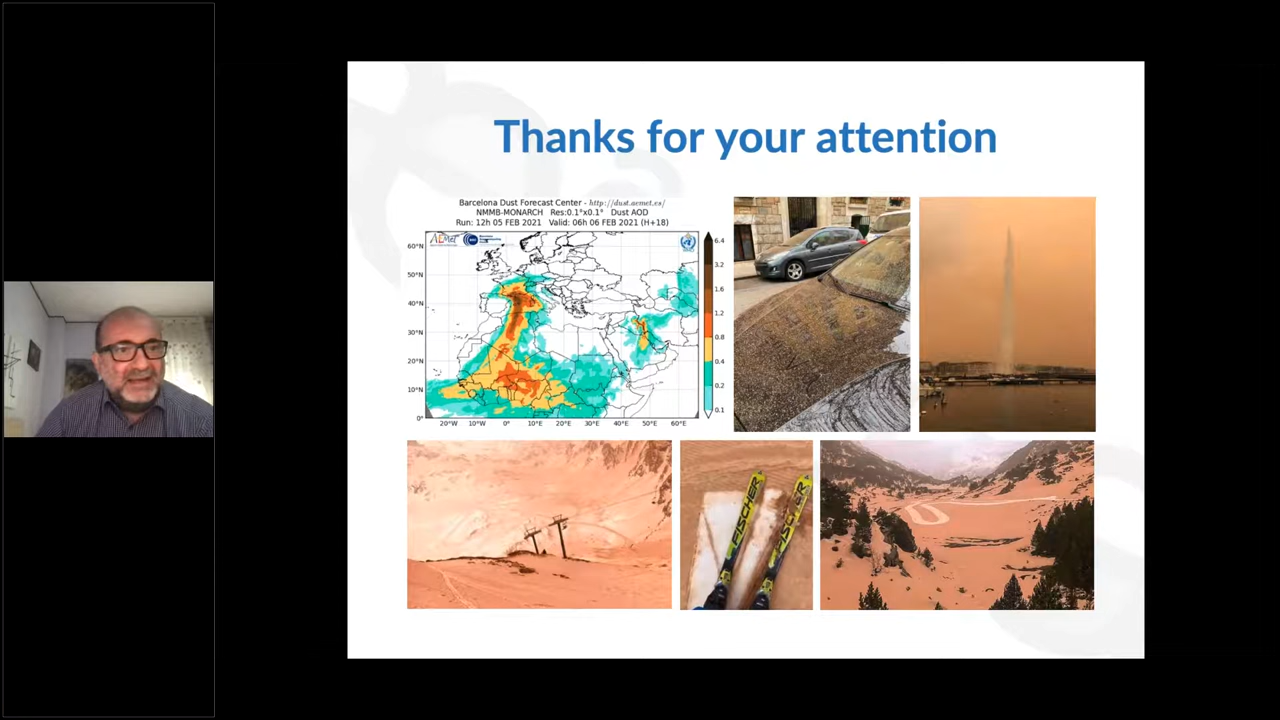 Thanks for your attention
Barcelona Dust Forecast Center - http://dust.aemet.es/
NMMB-MONARCH Res:0.1°x0.1° Dust AOD
Run: 12h 05 FEB 2021 Valid: 06h 06 FEB 2021 (H+18)
AEmet
60°N
50°N
40°N
30°N
20°N
10°N
0°
20°W 10°W 0° 10°E 20°E 30°E 40°E 50°E 60°E
6.4
3.2
1.6
1.2
0.8
0.4
0.2
0.1
FISCHER
FISCHER